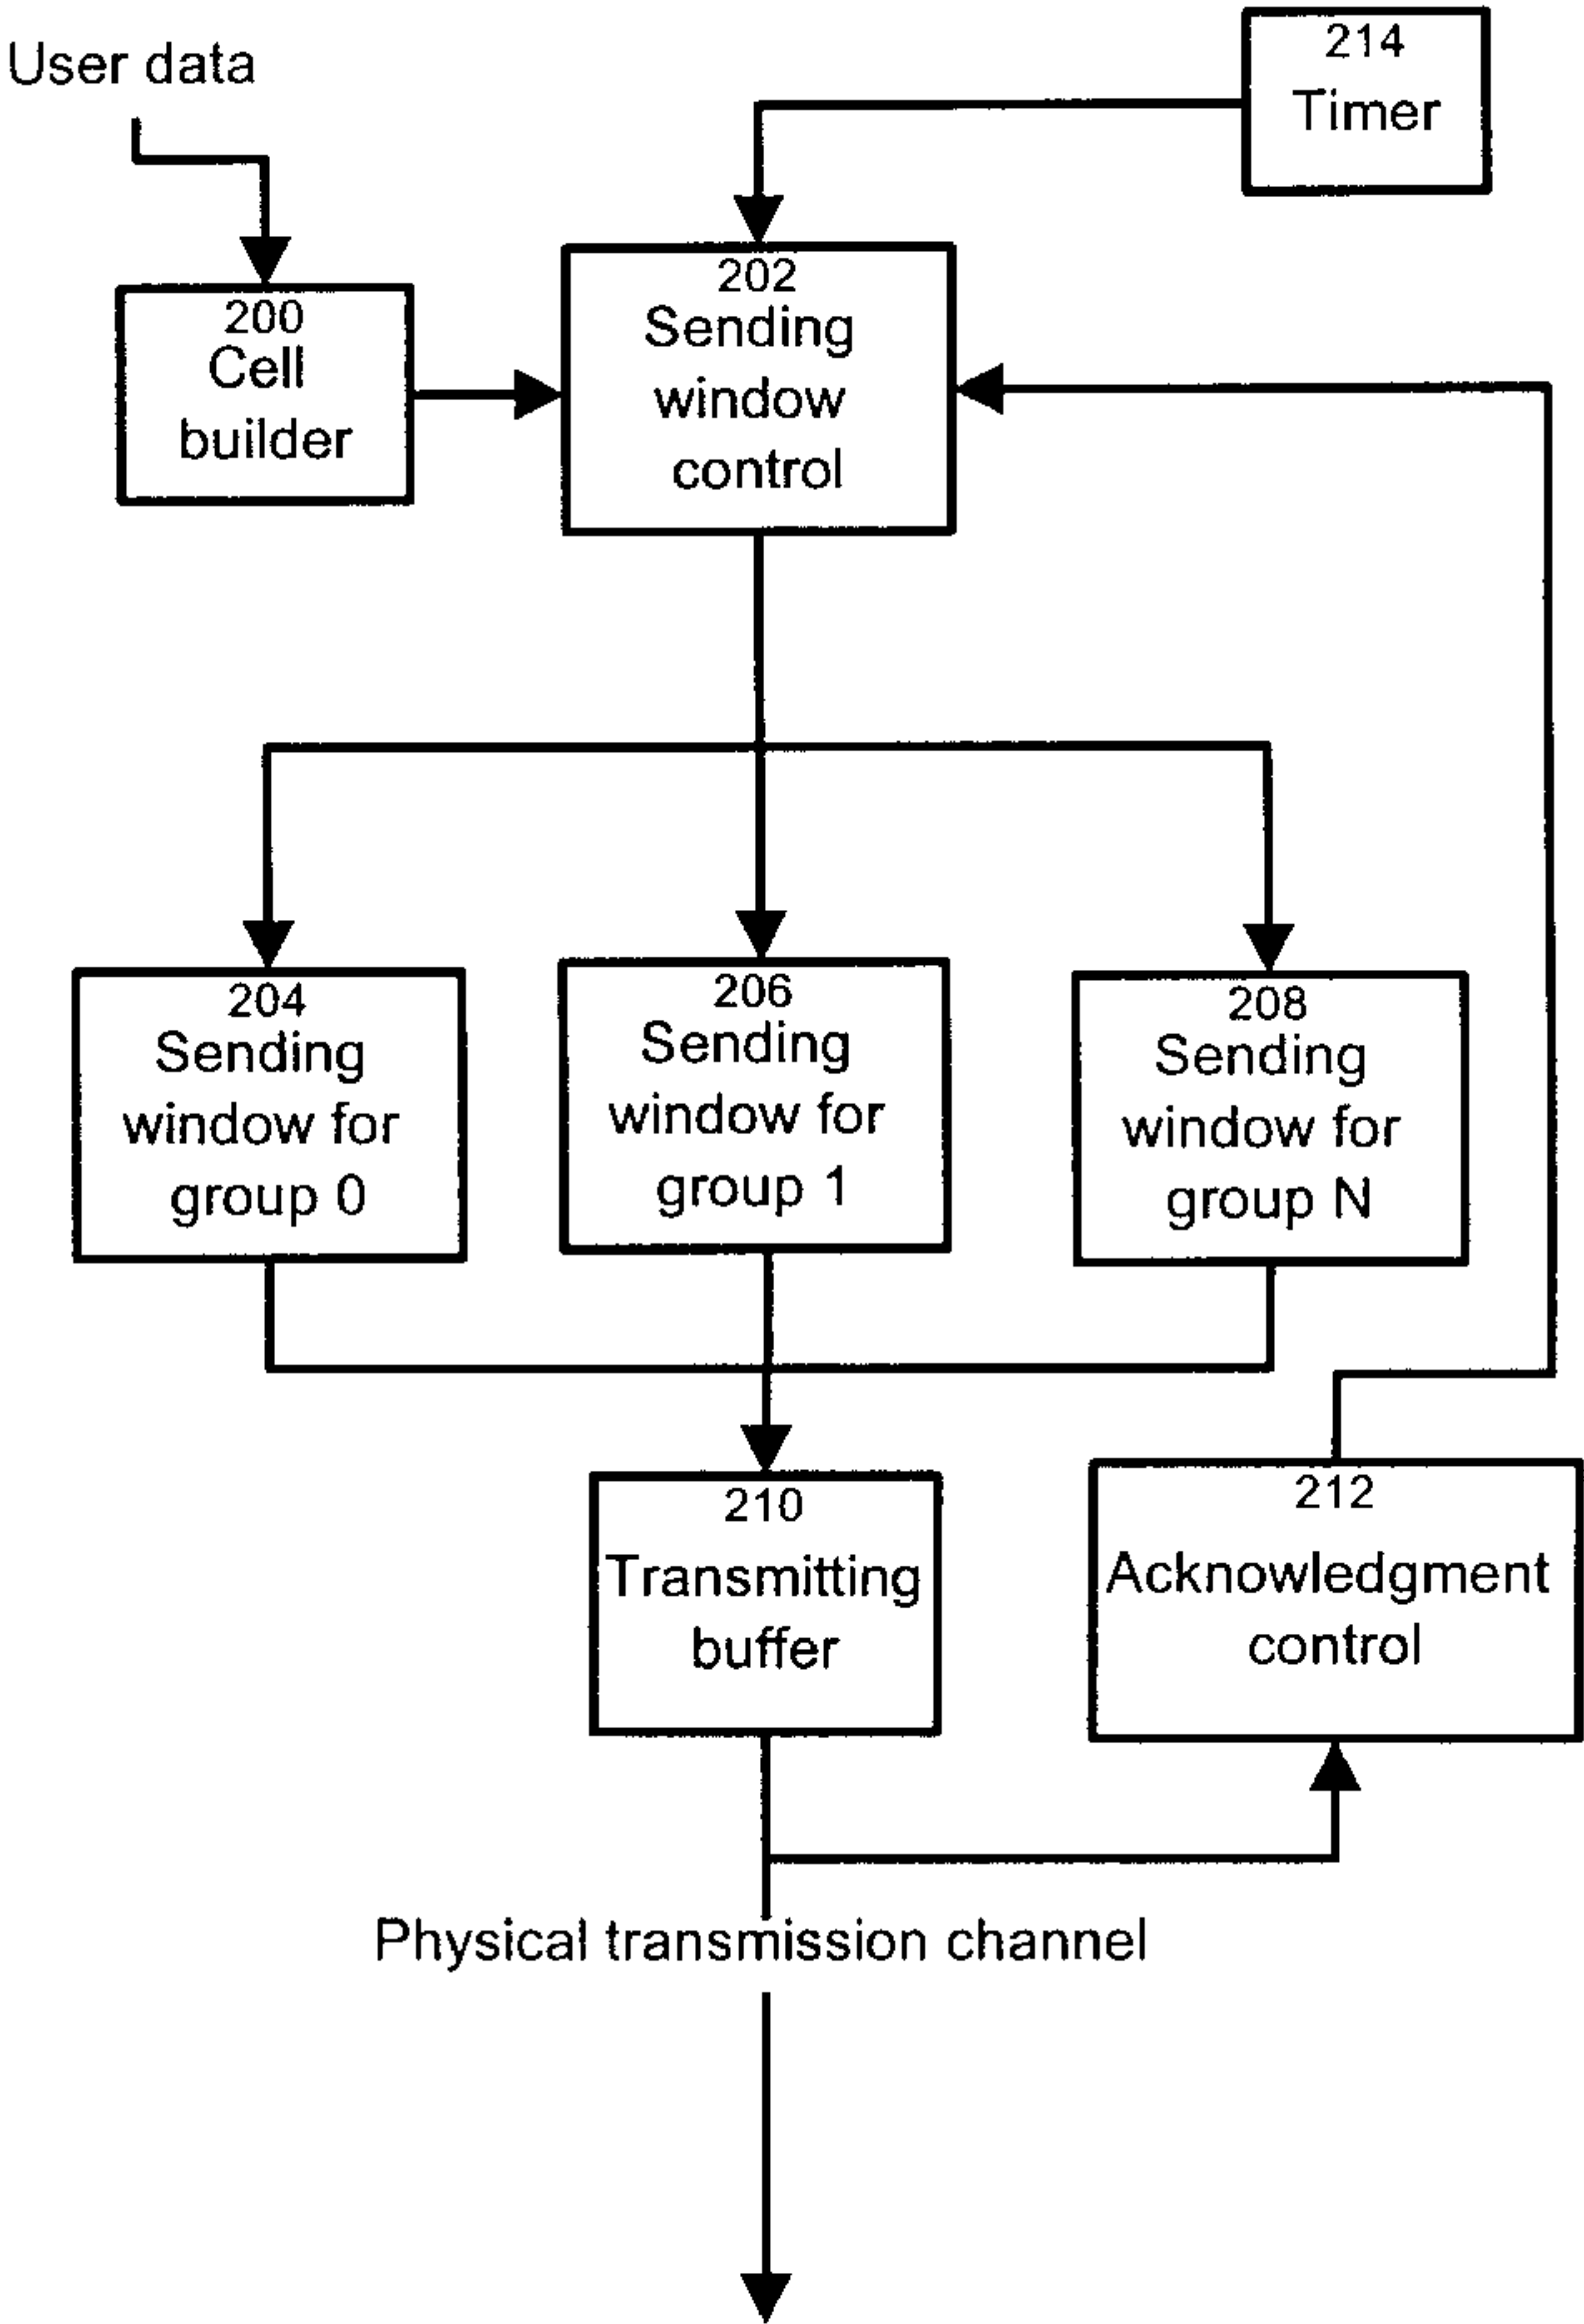 User data
214
Timer
200
Cell
builder
202
Sending
window
control
204
Sending
window for
group 0
206
Sending
window for
group 1
208
Sending
window for
group N
210
Transmitting
buffer
212
Acknowledgment
control
Physical transmission channel